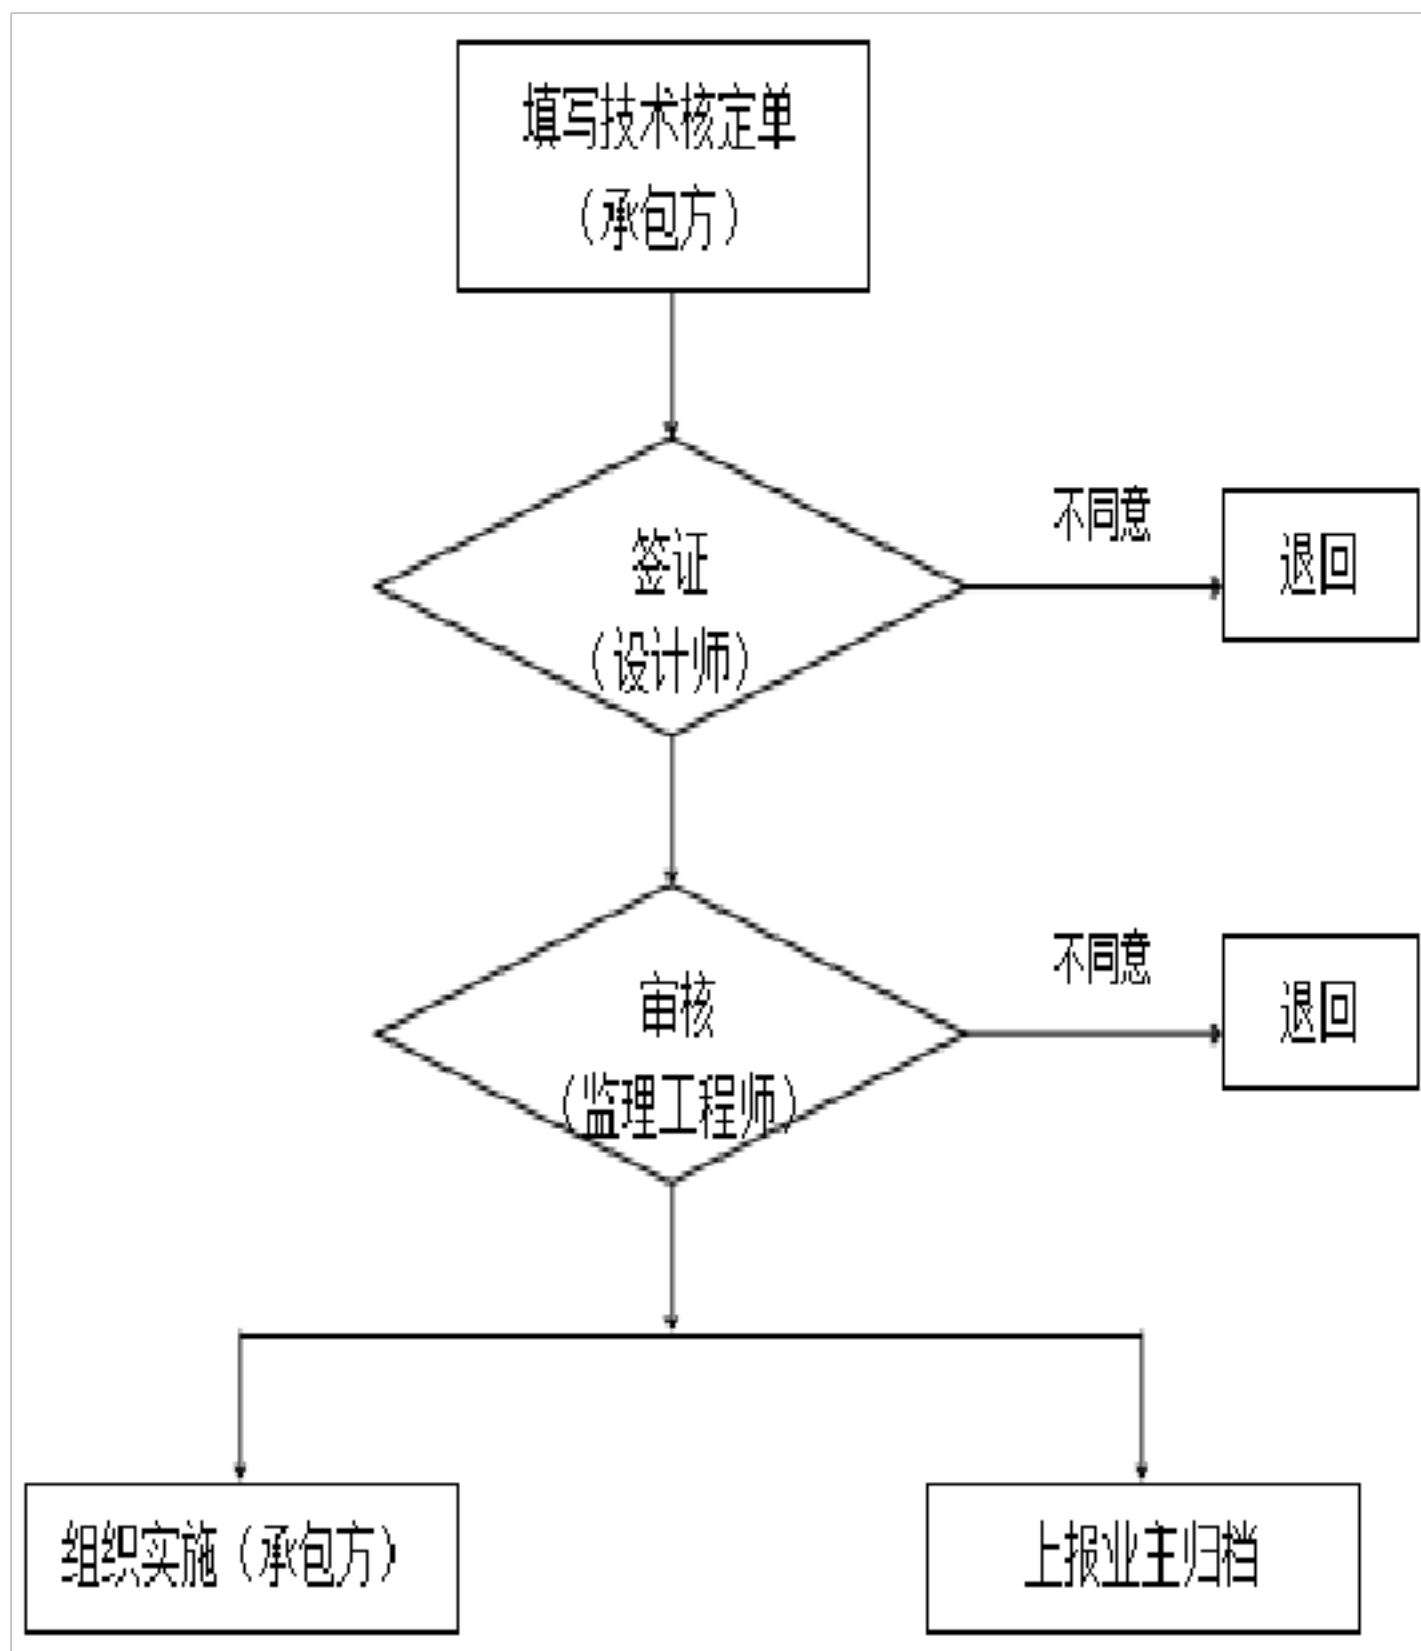 填写技术核定单
（承包方）
签证
（设计师）
不同意
退回
审核
（监理工程师）
不同意
退回
组织实施（承包方）
上报业主归档